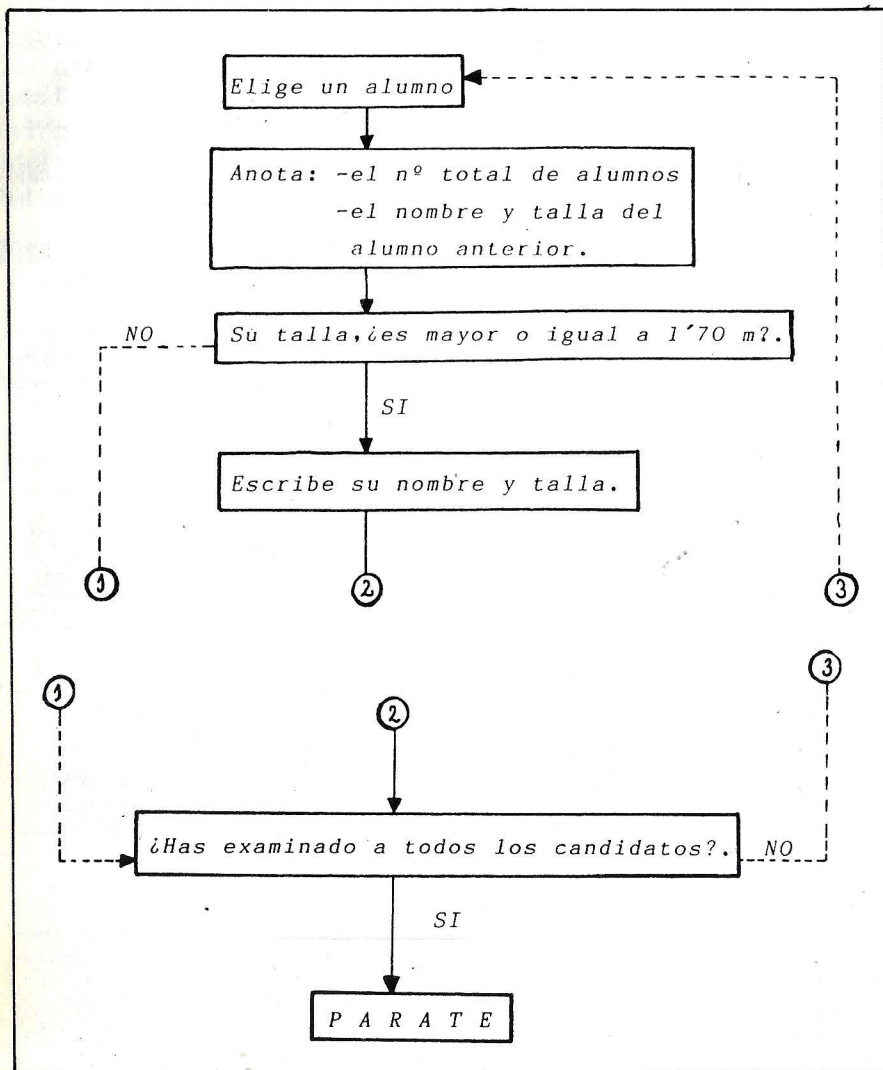 Elige un alumno
Anota: -el nº total de alumnos
-el nombre y talla del
alumno anterior.
NO
Su talla,¿es mayor o igual a 1'70 m?.
SI
Escribe su nombre y talla.
1
2
3
1
2
3
¿Has examinado a todos los candidatos?.
NO
SI
P A R A T E